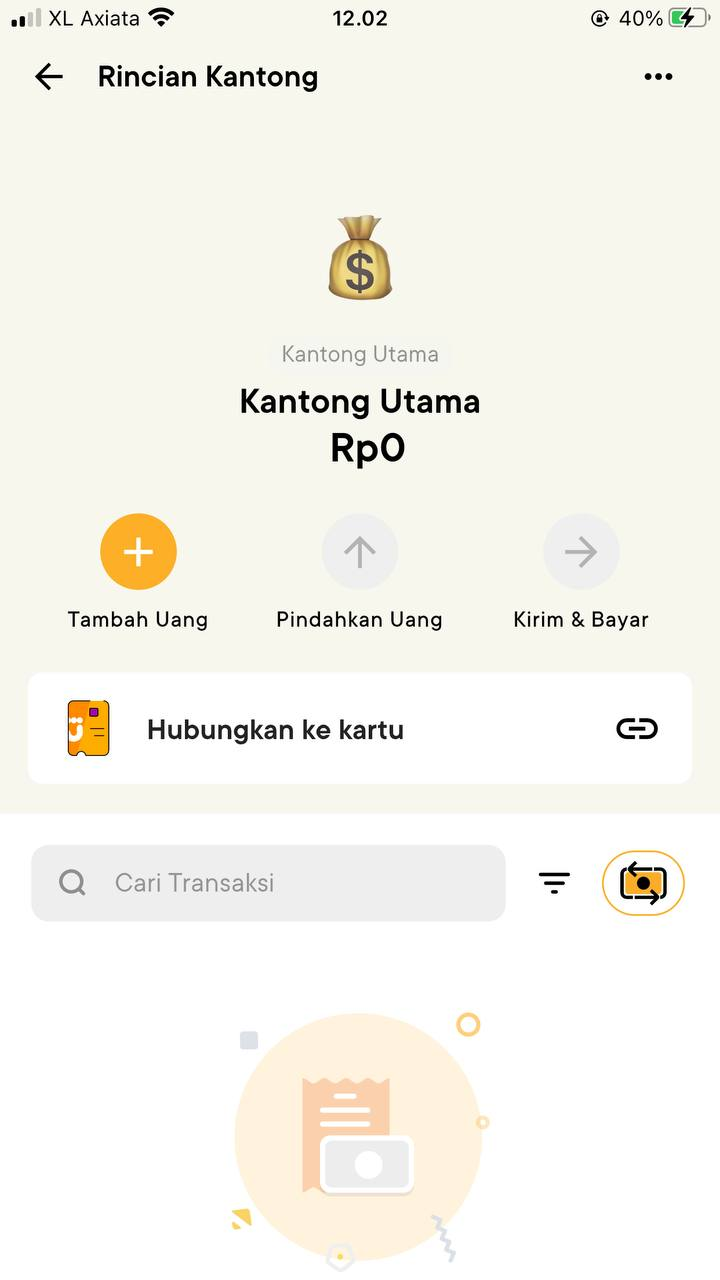 XL Axiata 12.02 40%
Rincian Kantong
Kantong Utama
Kantong Utama
Rp0
Tambah Uang Pindahkan Uang Kirim & Bayar
Hubungkan ke kartu
Cari Transaksi